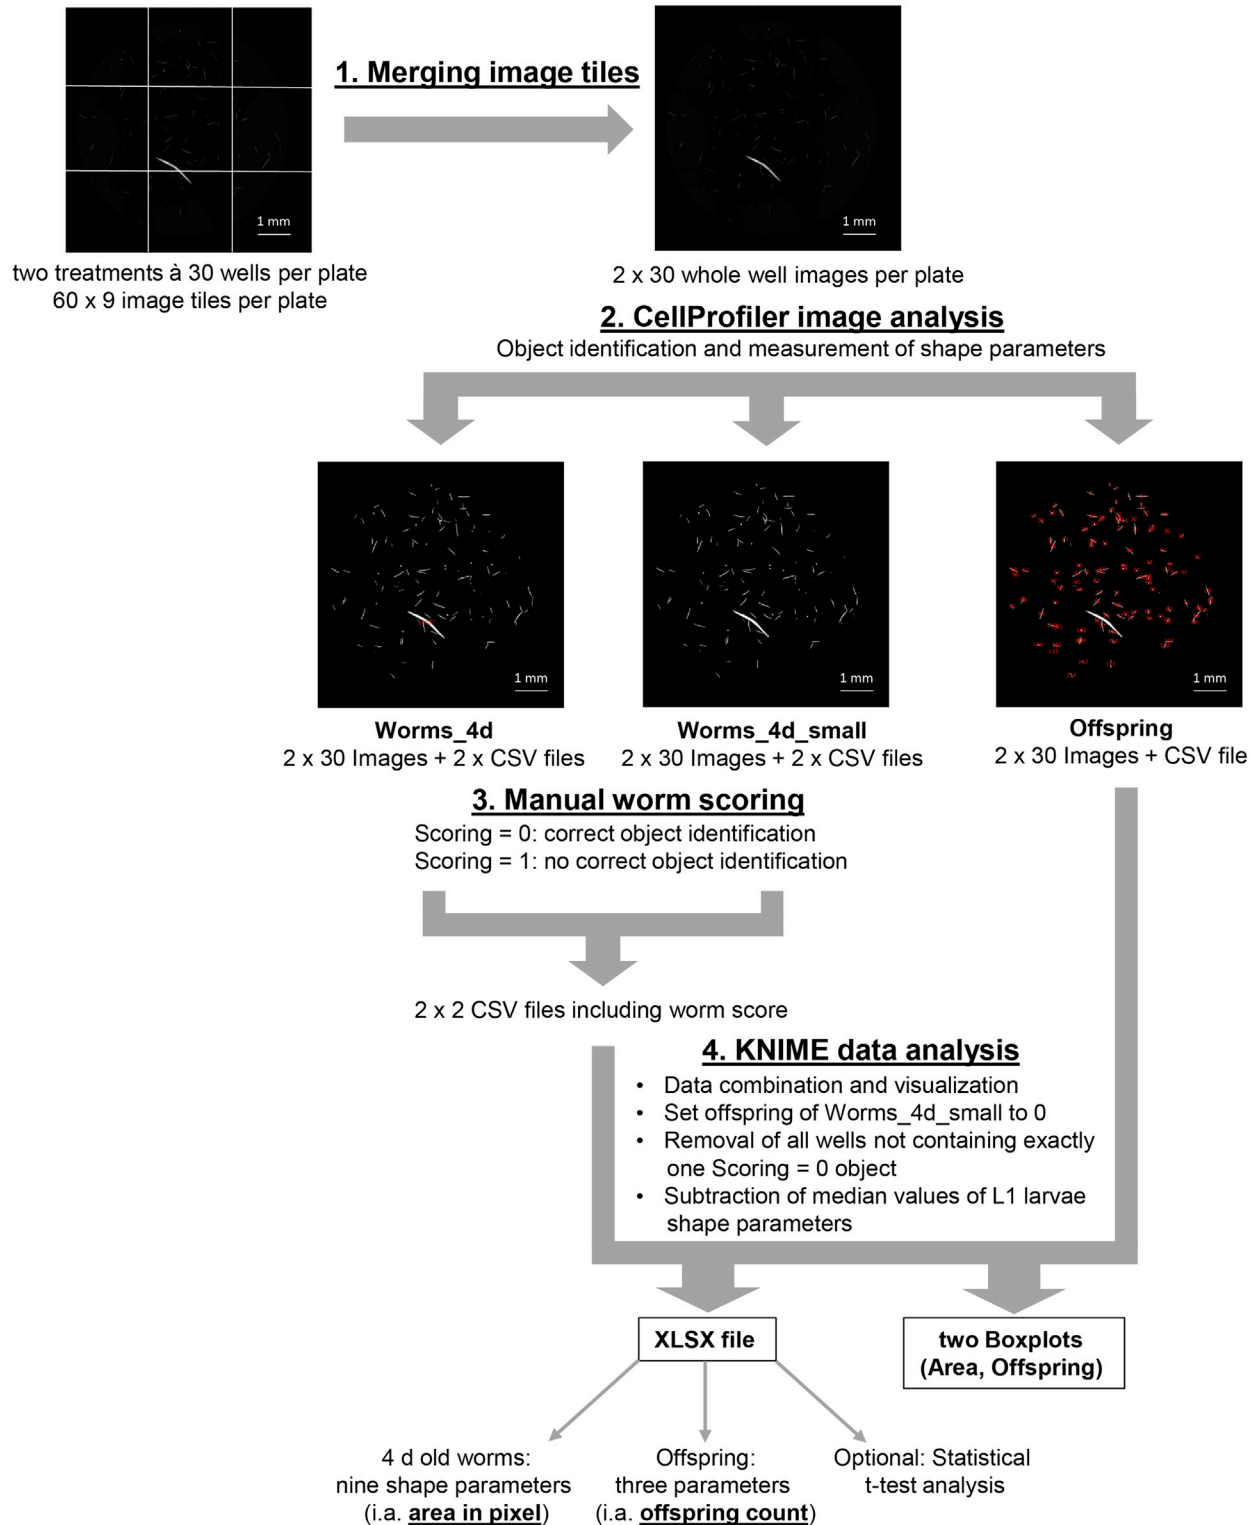 1. Merging image tiles
1 mm
1 mm
two treatments à 30 wells per plate
60 x 9 image tiles per plate
2 x 30 whole well images per plate
2. CellProfiler image analysis
Object identification and measurement of shape parameters
1 mm
1 mm
1 mm
Worms_4d
2 x 30 Images + 2 x CSV files
Worms_4d_small
2 x 30 Images + 2 x CSV files
Offspring
2 x 30 Images + CSV file
3. Manual worm scoring
Scoring = 0: correct object identification
Scoring = 1: no correct object identification
2 x 2 CSV files including worm score
4. KNIME data analysis
• Data combination and visualization
• Set offspring of Worms_4d_small to 0
• Removal of all wells not containing exactly
one Scoring = 0 object
• Subtraction of median values of L1 larvae
shape parameters
XLSX file
two Boxplots
(Area, Offspring)
4 d old worms:
nine shape parameters
(i.a. area in pixel)
Offspring:
three parameters
(i.a. offspring count)
Optional: Statistical
t-test analysis